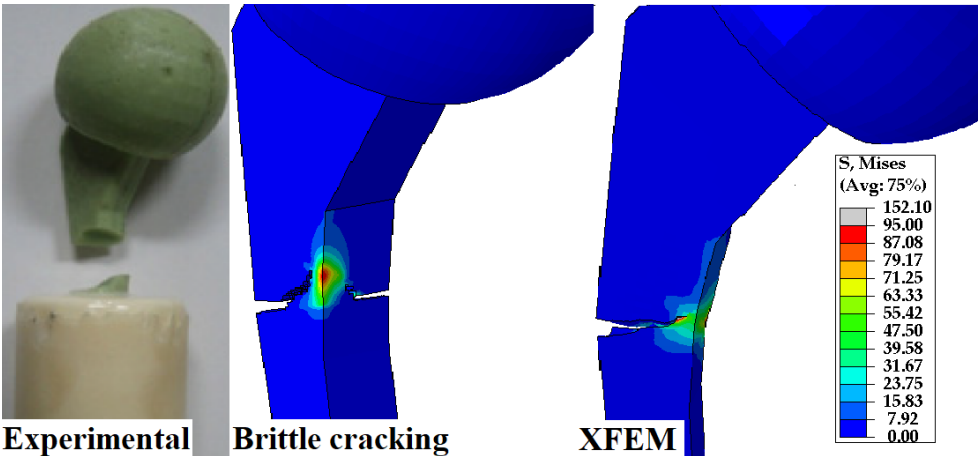 Experimental
Brittle cracking
XFEM
S, Mises
(Avg: 75%)
152.10
95.00
87.08
79.17
71.25
63.33
55.42
47.50
39.58
31.67
23.75
15.83
7.92
0.00